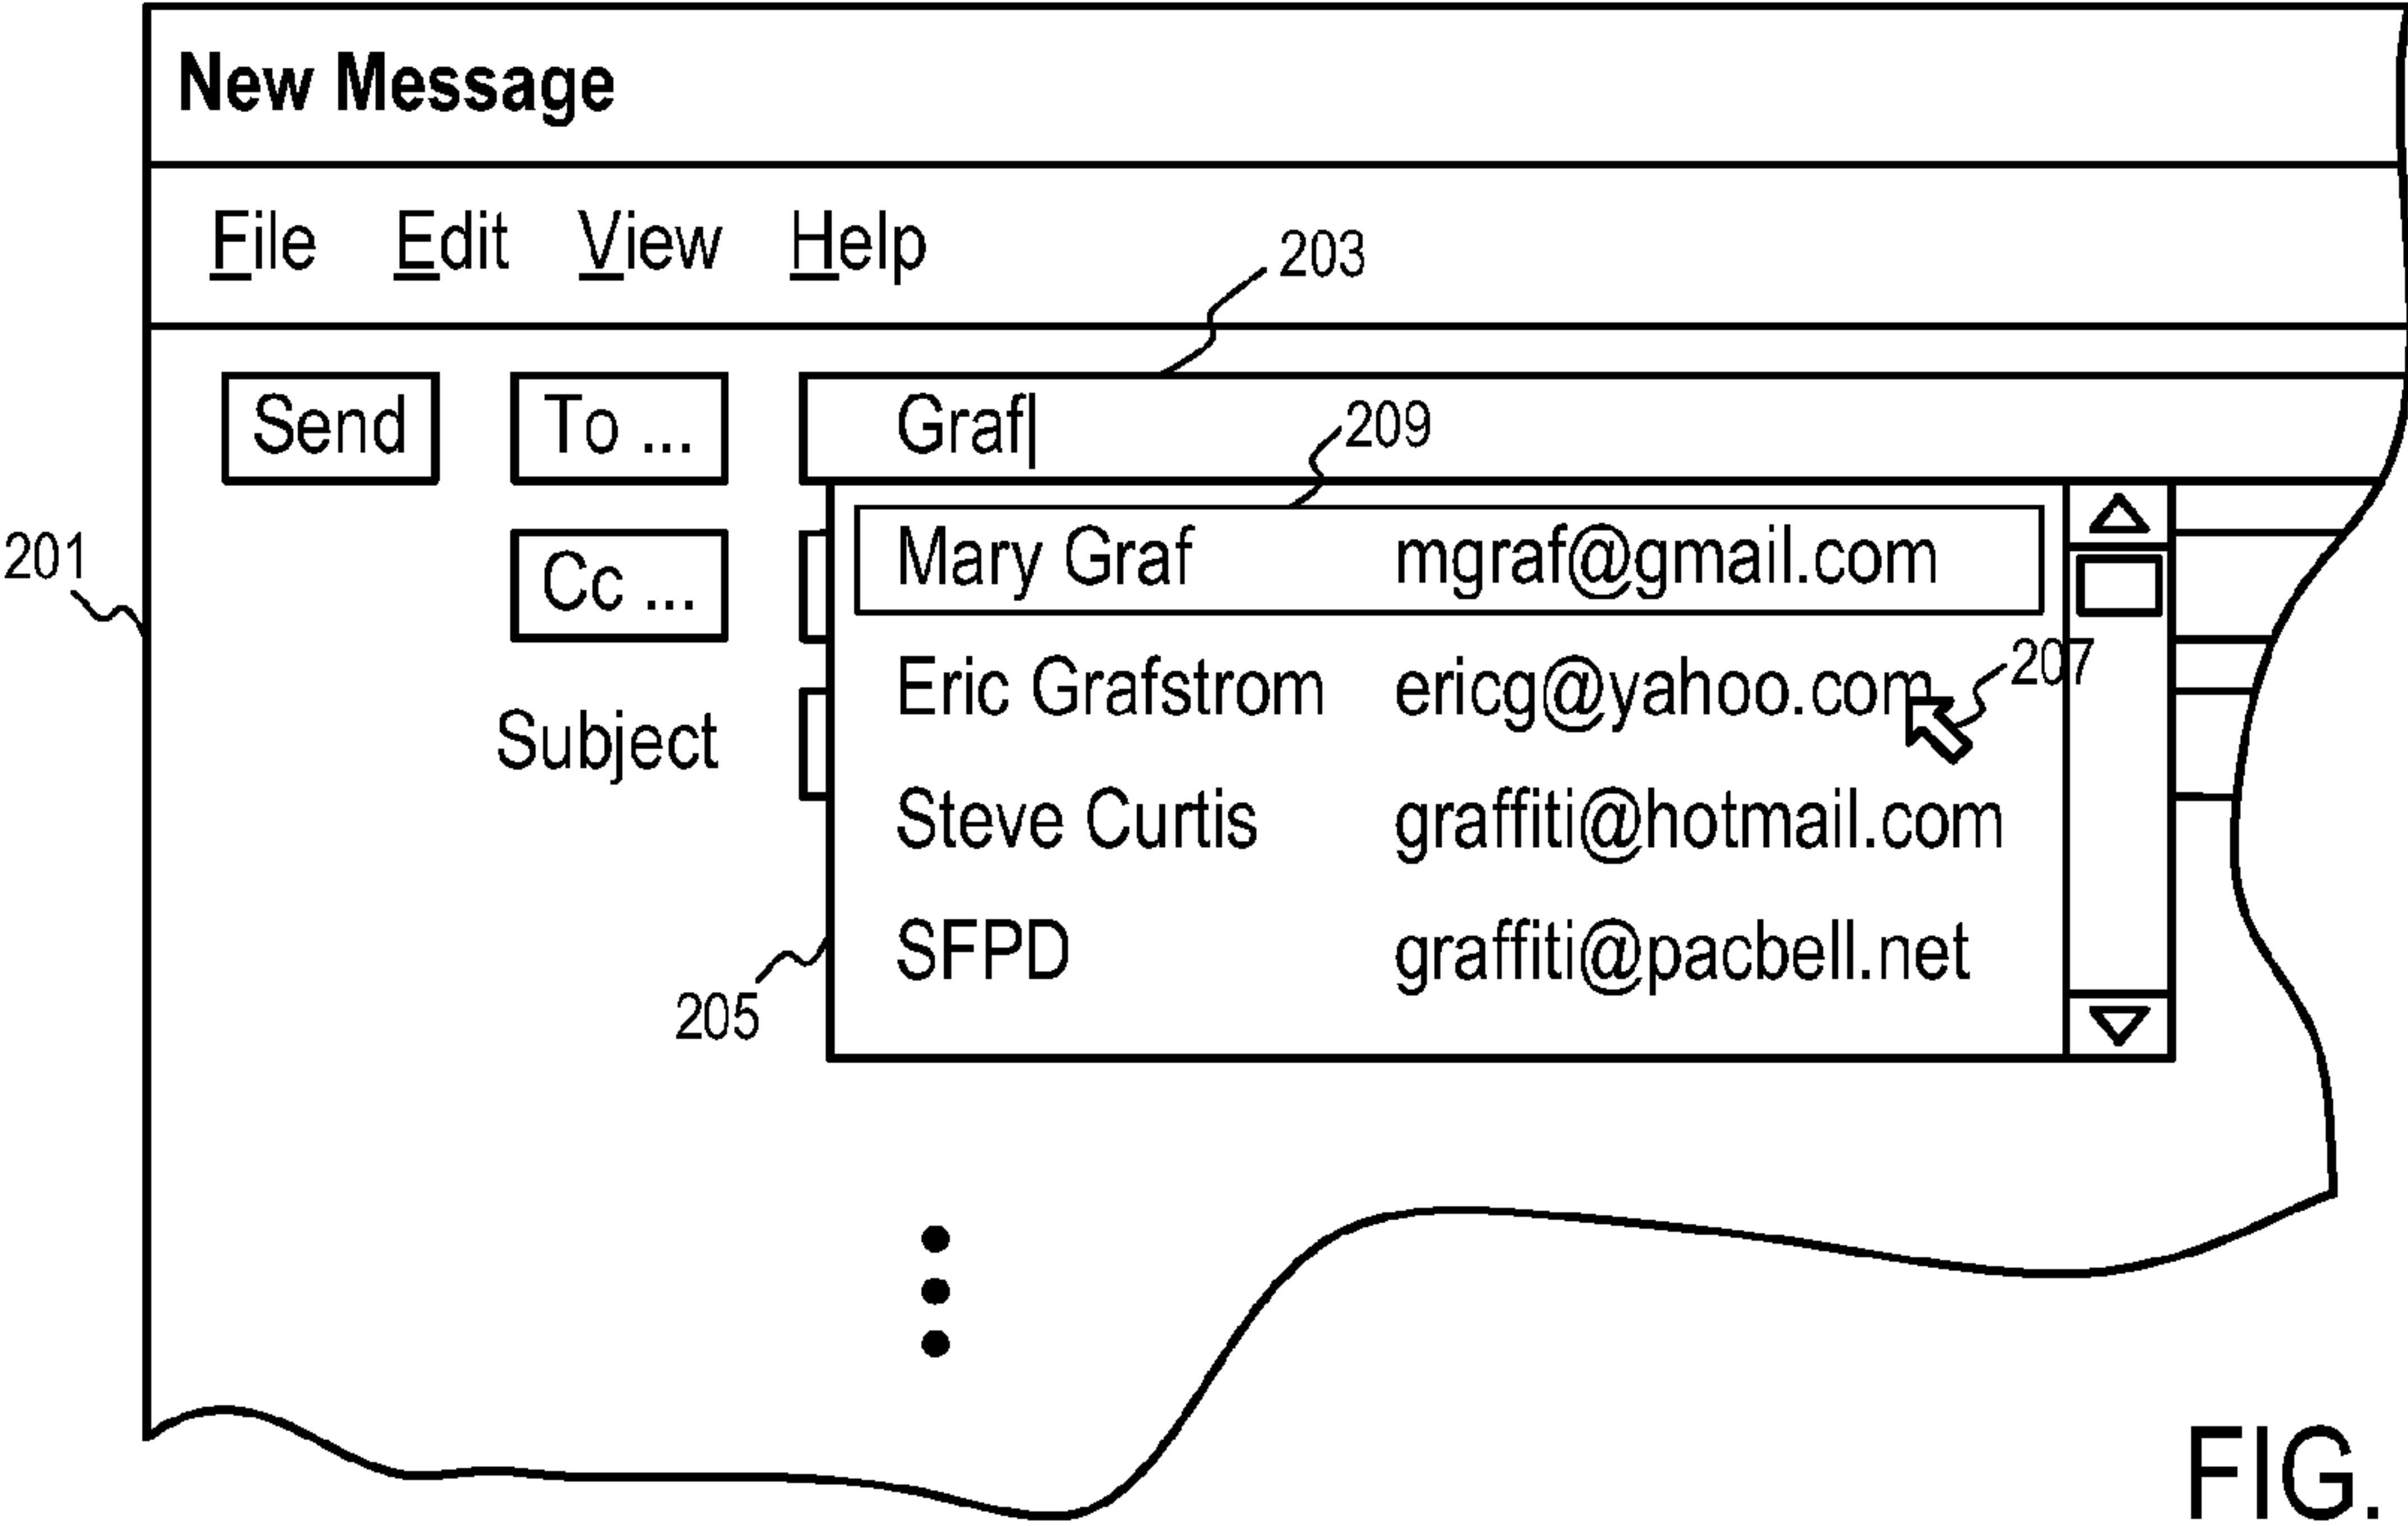 New Message
File Edit View Help
203
Send To ... Graf
209
Mary Graf mgraf@gmail.com
201
Cc ...
Eric Grafstrom ericg@yahoo.com
207
Subject
Steve Curtis graffiti@hotmail.com
SFPD graffiti@pacbell.net
205
FIG.